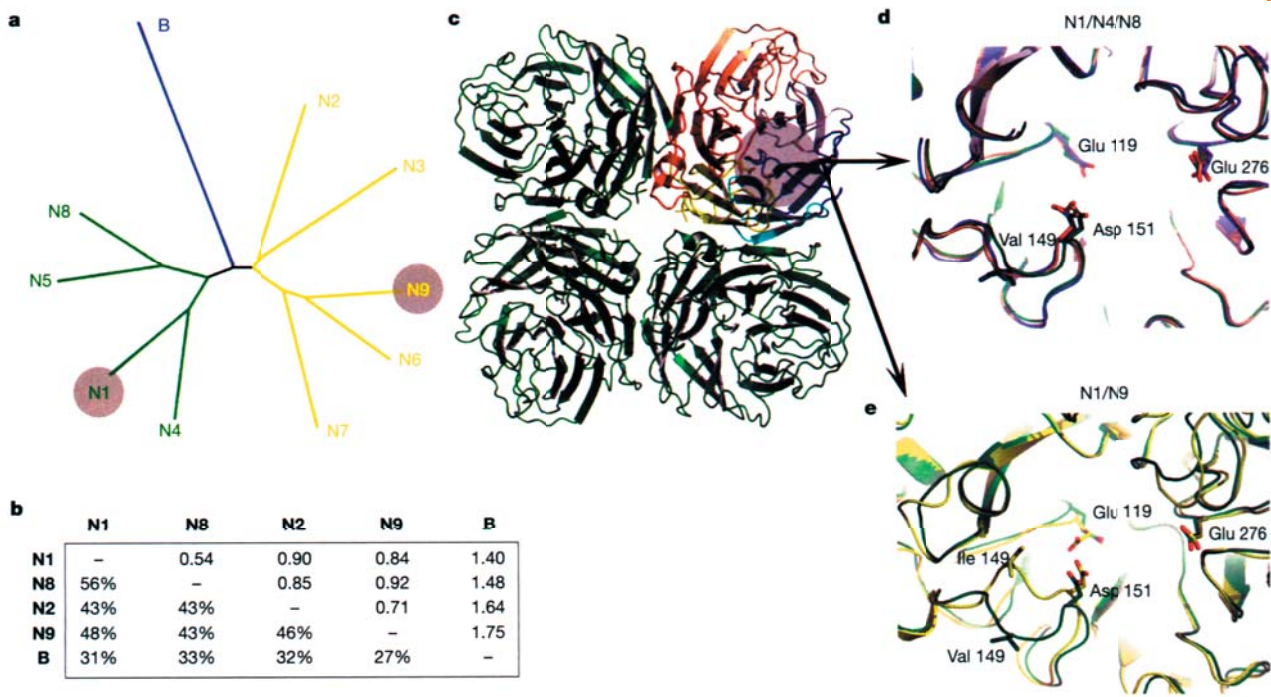 a
B
N2
N3
N8
N5
N9
N6
N1
N4
N7
b
N1 N8 N2 N9 B
N1 – 0.54 0.90 0.84 1.40
N8 56% – 0.85 0.92 1.48
N2 43% 43% – 0.71 1.64
N9 48% 43% 46% – 1.75
B 31% 33% 32% 27% –
c
d
N1/N4/N8
Glu 119
Glu 276
Val 149
Asp 151
e
N1/N9
Glu 119
Glu 276
Ile 149
Asp 151
Val 149